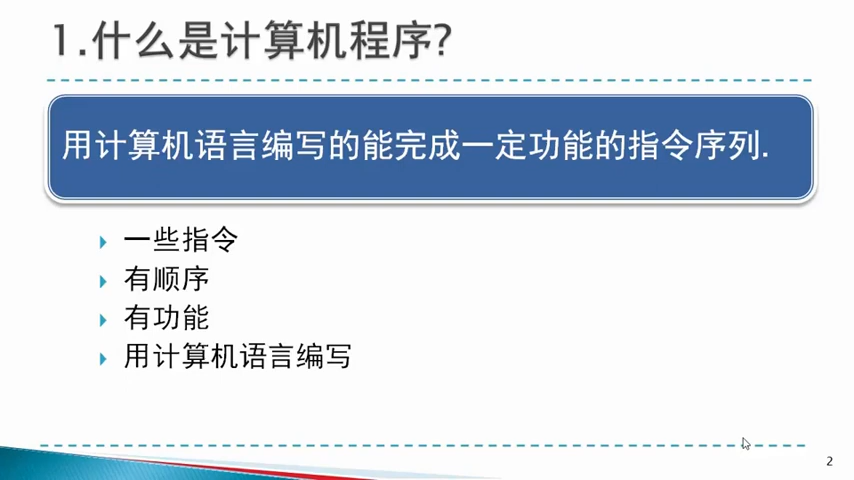 1.什么是计算机程序?
用计算机语言编写的能完成一定功能的指令序列.
一些指令
有顺序
有功能
用计算机语言编写
2